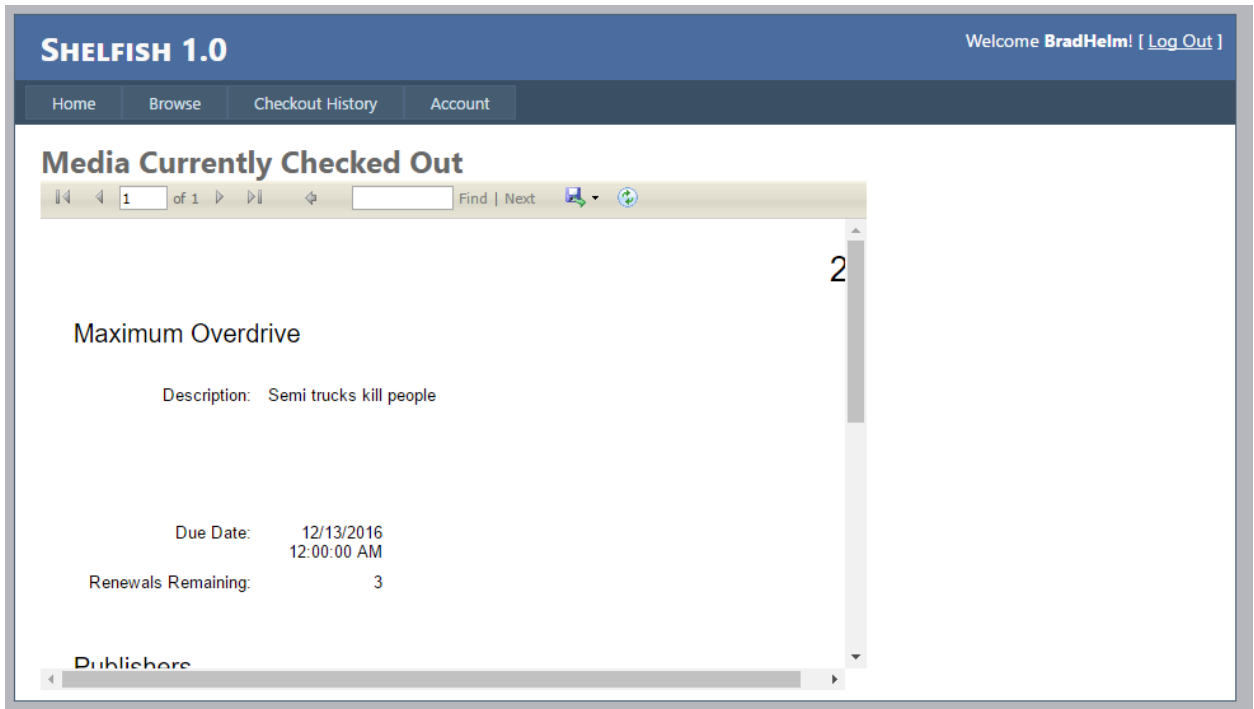 SHELFISH 1.0
Welcome BradHelm! [ Log Out ]
Home Browse Checkout History Account
Media Currently Checked Out
1 of 1 Find | Next
2
Maximum Overdrive
Description: Semi trucks kill people
Due Date: 12/13/2016
12:00:00 AM
Renewals Remaining: 3
Publishers